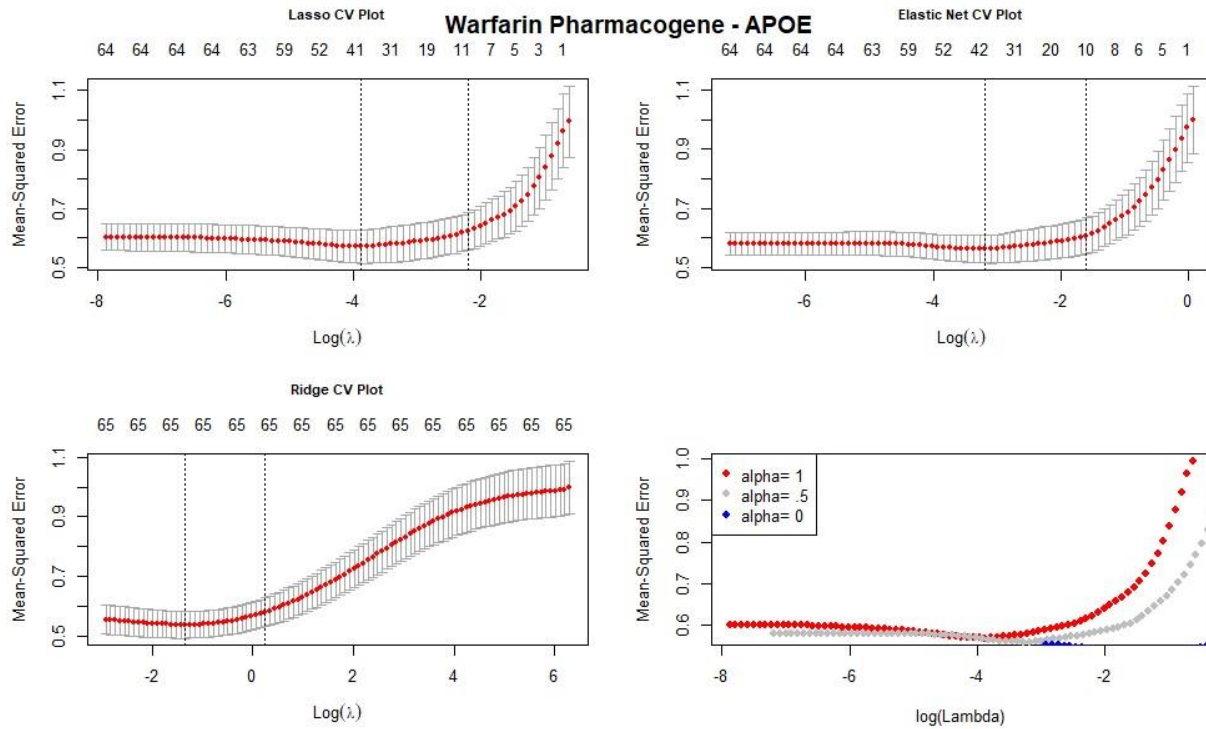 Warfarin Pharmacogene - APOE
Lasso CV Plot
64 64 64 64 63 59 52 41 31 19 11 7 5 3 1
Mean-Squared Error
1.1
0.9
0.7
0.5
-8 -6 -4 -2
Log(λ)
Elastic Net CV Plot
64 64 64 64 63 59 52 42 31 20 10 8 6 5 1
Mean-Squared Error
1.1
0.9
0.7
0.5
-6 -4 -2 0
Log(λ)
Ridge CV Plot
65 65 65 65 65 65 65 65 65 65 65 65 65 65 65
Mean-Squared Error
1.1
0.9
0.7
0.5
-2 0 2 4 6
Log(λ)
Mean-Squared Error
1.0
0.9
0.8
0.7
0.6
alpha= 1
alpha= .5
alpha= 0
-8 -6 -4 -2
log(Lambda)